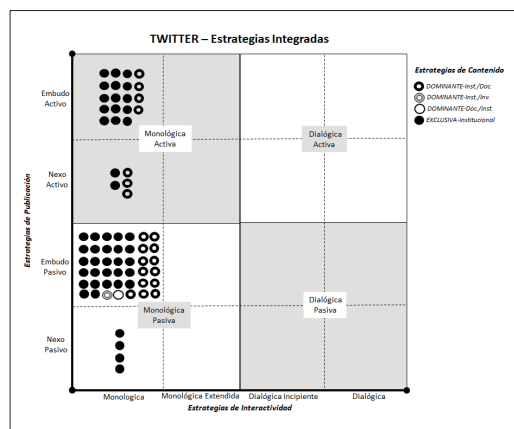 TWITTER – Estrategias Integradas
Estrategias de Contenido
DOMINANTE-Inst./Doc.
DOMINANTE-Inst./Inv.
DOMINANTE-Doc./Inst.
EXCLUSIVA-Institucional
Estrategias de Publicación
Embudo
Activo
Nexo
Activo
Embudo
Pasivo
Nexo
Pasivo
Monológica
Activa
Dialógica
Activa
Monológica
Pasiva
Dialógica
Pasiva
Monologica
Monológica Extendida
Dialógica Incipiente
Dialógica
Estrategias de Interactividad